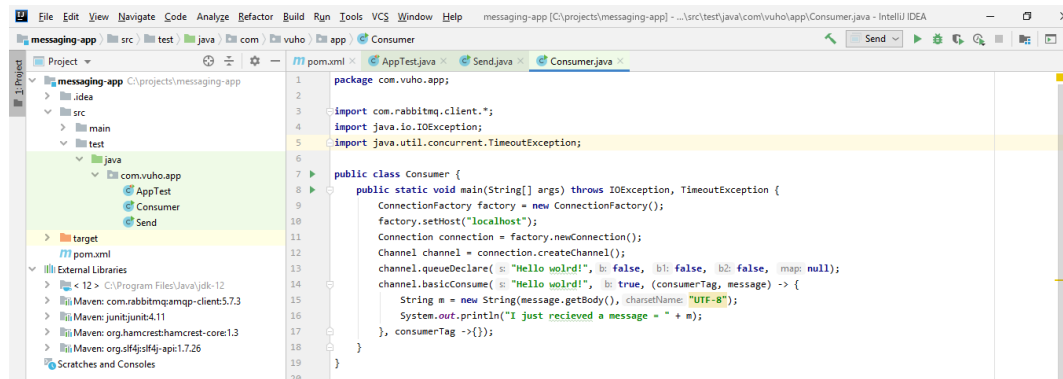 File Edit View Navigate Code Analyze Refactor Build Run Tools VCS Window Help messaging-app [C:\projects\messaging-app] - ...\src\test\java\com\vuho\app\Consumer.java - IntelliJ IDEA
messaging-app src test java com vuho app Consumer Send
Project pom.xml AppTest.java Send.java Consumer.java
1: Project
messaging-app C:\projects\messaging-app
.idea
src
main
test
java
com.vuho.app
AppTest
Consumer
Send
target
pom.xml
External Libraries
< 12 > C:\Program Files\Java\jdk-12
Maven: com.rabbitmq:amqp-client:5.7.3
Maven: junit:junit:4.11
Maven: org.hamcrest:hamcrest-core:1.3
Maven: org.slf4j:slf4j-api:1.7.26
Scratches and Consoles
1 package com.vuho.app;
2
3 import com.rabbitmq.client.*;
4 import java.io.IOException;
5 import java.util.concurrent.TimeoutException;
6
7 public class Consumer {
8 public static void main(String[] args) throws IOException, TimeoutException {
9 ConnectionFactory factory = new ConnectionFactory();
10 factory.setHost("localhost");
11 Connection connection = factory.newConnection();
12 Channel channel = connection.createChannel();
13 channel.queueDeclare( s: "Hello wolrd!", b: false, b1: false, b2: false, map: null);
14 channel.basicConsume( s: "Hello wolrd!", b: true, (consumerTag, message) -> {
15 String m = new String(message.getBody(), charsetName: "UTF-8");
16 System.out.println("I just recieved a message = " + m);
17 }, consumerTag ->{});
18 }
19 }
20